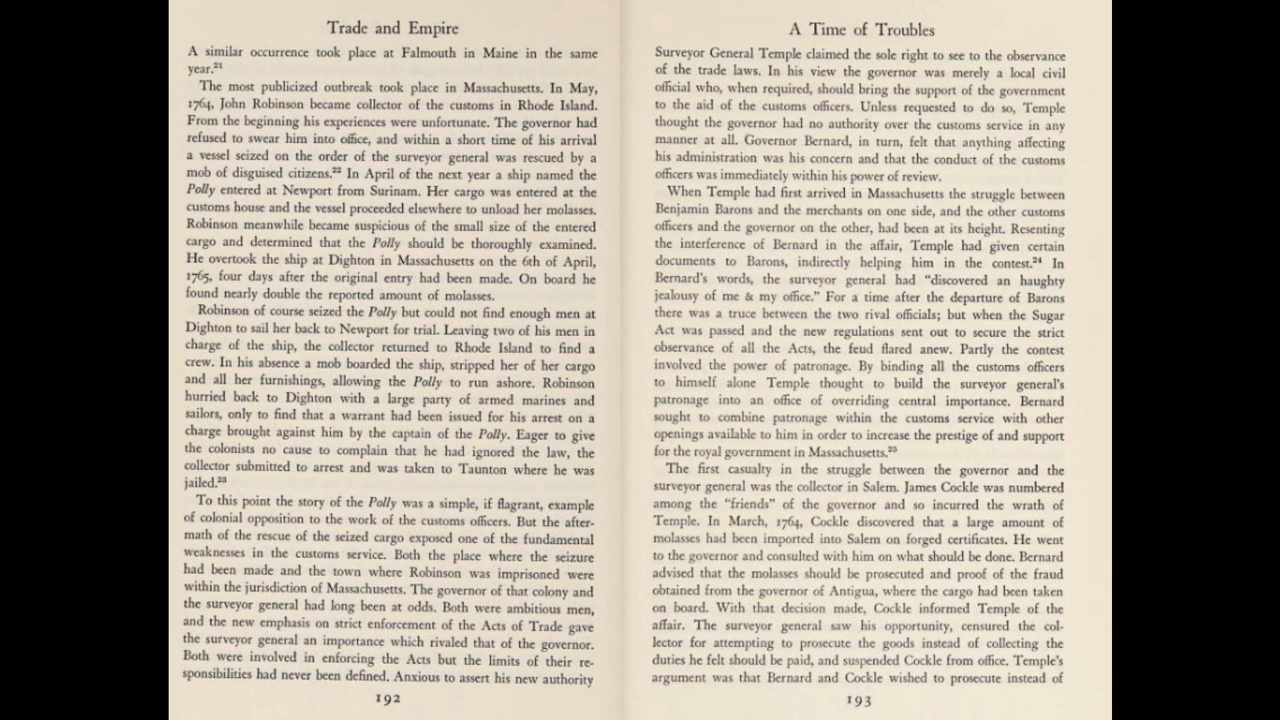 Trade and Empire
A similar occurrence took place at Falmouth in Maine in the same
year.²¹
The most publicized outbreak took place in Massachusetts. In May,
1764, John Robinson became collector of the customs in Rhode Island.
From the beginning his experiences were unfortunate. The governor had
refused to swear him into office, and within a short time of his arrival
a vessel seized on the order of the surveyor general was rescued by a
mob of disguised citizens.²² In April of the next year a ship named the
Polly entered at Newport from Surinam. Her cargo was entered at the
customs house and the vessel proceeded elsewhere to unload her molasses.
Robinson meanwhile became suspicious of the small size of the entered
cargo and determined that the Polly should be thoroughly examined.
He overtook the ship at Dighton in Massachusetts on the 6th of April,
1765, four days after the original entry had been made. On board he
found nearly double the reported amount of molasses.
Robinson of course seized the Polly but could not find enough men at
Dighton to sail her back to Newport for trial. Leaving two of his men in
charge of the ship, the collector returned to Rhode Island to find a
crew. In his absence a mob boarded the ship, stripped her of her cargo
and all her furnishings, allowing the Polly to run ashore. Robinson
hurried back to Dighton with a large party of armed marines and
sailors, only to find that a warrant had been issued for his arrest on a
charge brought against him by the captain of the Polly. Eager to give
the colonists no cause to complain that he had ignored the law, the
collector submitted to arrest and was taken to Taunton where he was
jailed.²³
To this point the story of the Polly was a simple, if flagrant, example
of colonial opposition to the work of the customs officers. But the after-
math of the rescue of the seized cargo exposed one of the fundamental
weaknesses in the customs service. Both the place where the seizure
had been made and the town where Robinson was imprisoned were
within the jurisdiction of Massachusetts. The governor of that colony and
the surveyor general had long been at odds. Both were ambitious men,
and the new emphasis on strict enforcement of the Acts of Trade gave
the surveyor general an importance which rivaled that of the governor.
Both were involved in enforcing the Acts but the limits of their re-
sponsibilities had never been defined. Anxious to assert his new authority
192
A Time of Troubles
Surveyor General Temple claimed the sole right to see to the observance
of the trade laws. In his view the governor was merely a local civil
official who, when required, should bring the support of the government
to the aid of the customs officers. Unless requested to do so, Temple
thought the governor had no authority over the customs service in any
manner at all. Governor Bernard, in turn, felt that anything affecting
his administration was his concern and that the conduct of the customs
officers was immediately within his power of review.
When Temple had first arrived in Massachusetts the struggle between
Benjamin Barons and the merchants on one side, and the other customs
officers and the governor on the other, had been at its height. Resenting
the interference of Bernard in the affair, Temple had given certain
documents to Barons, indirectly helping him in the contest.²⁴ In
Bernard's words, the surveyor general had "discovered an haughty
jealousy of me & my office." For a time after the departure of Barons
there was a truce between the two rival officials; but when the Sugar
Act was passed and the new regulations sent out to secure the strict
observance of all the Acts, the feud flared anew. Partly the contest
involved the power of patronage. By binding all the customs officers
to himself alone Temple thought to build the surveyor general's
patronage into an office of overriding central importance. Bernard
sought to combine patronage within the customs service with other
openings available to him in order to increase the prestige of and support
for the royal government in Massachusetts.²⁵
The first casualty in the struggle between the governor and the
surveyor general was the collector in Salem. James Cockle was numbered
among the "friends" of the governor and so incurred the wrath of
Temple. In March, 1764, Cockle discovered that a large amount of
molasses had been imported into Salem on forged certificates. He went
to the governor and consulted with him on what should be done. Bernard
advised that the molasses should be prosecuted and proof of the fraud
obtained from the governor of Antigua, where the cargo had been taken
on board. With that decision made, Cockle informed Temple of the
affair. The surveyor general saw his opportunity, censured the col-
lector for attempting to prosecute the goods instead of collecting the
duties he felt should be paid, and suspended Cockle from office. Temple's
argument was that Bernard and Cockle wished to prosecute instead of
193